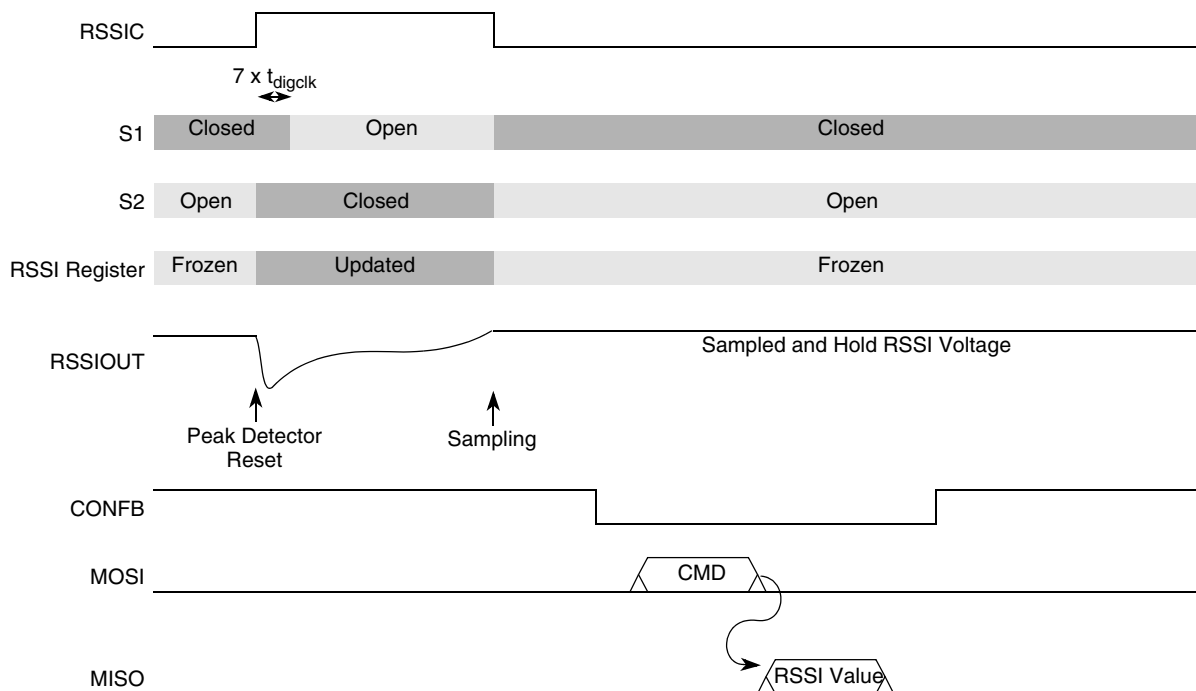 RSSIC
7 x tdigclk
S1 Closed Open Closed
S2 Open Closed Open
RSSI Register Frozen Updated Frozen
RSSIOUT Sampled and Hold RSSI Voltage
Peak Detector
Reset
Sampling
CONFB
MOSI CMD
MISO RSSI Value